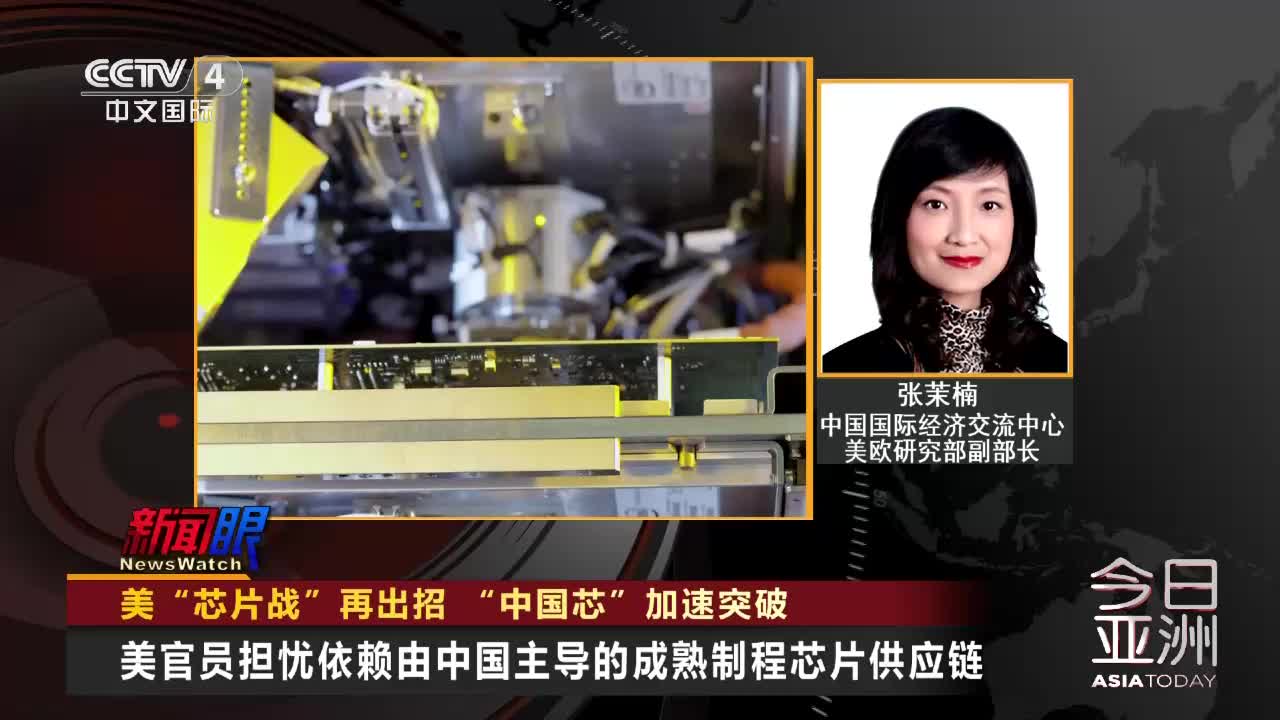 CCTV 4
中文国际
张茉楠
中国国际经济交流中心
美欧研究部副部长
新闻眼
NewsWatch
美“芯片战”再出招 “中国芯”加速突破
美官员担忧依赖由中国主导的成熟制程芯片供应链
今日
亚洲
ASIA TODAY